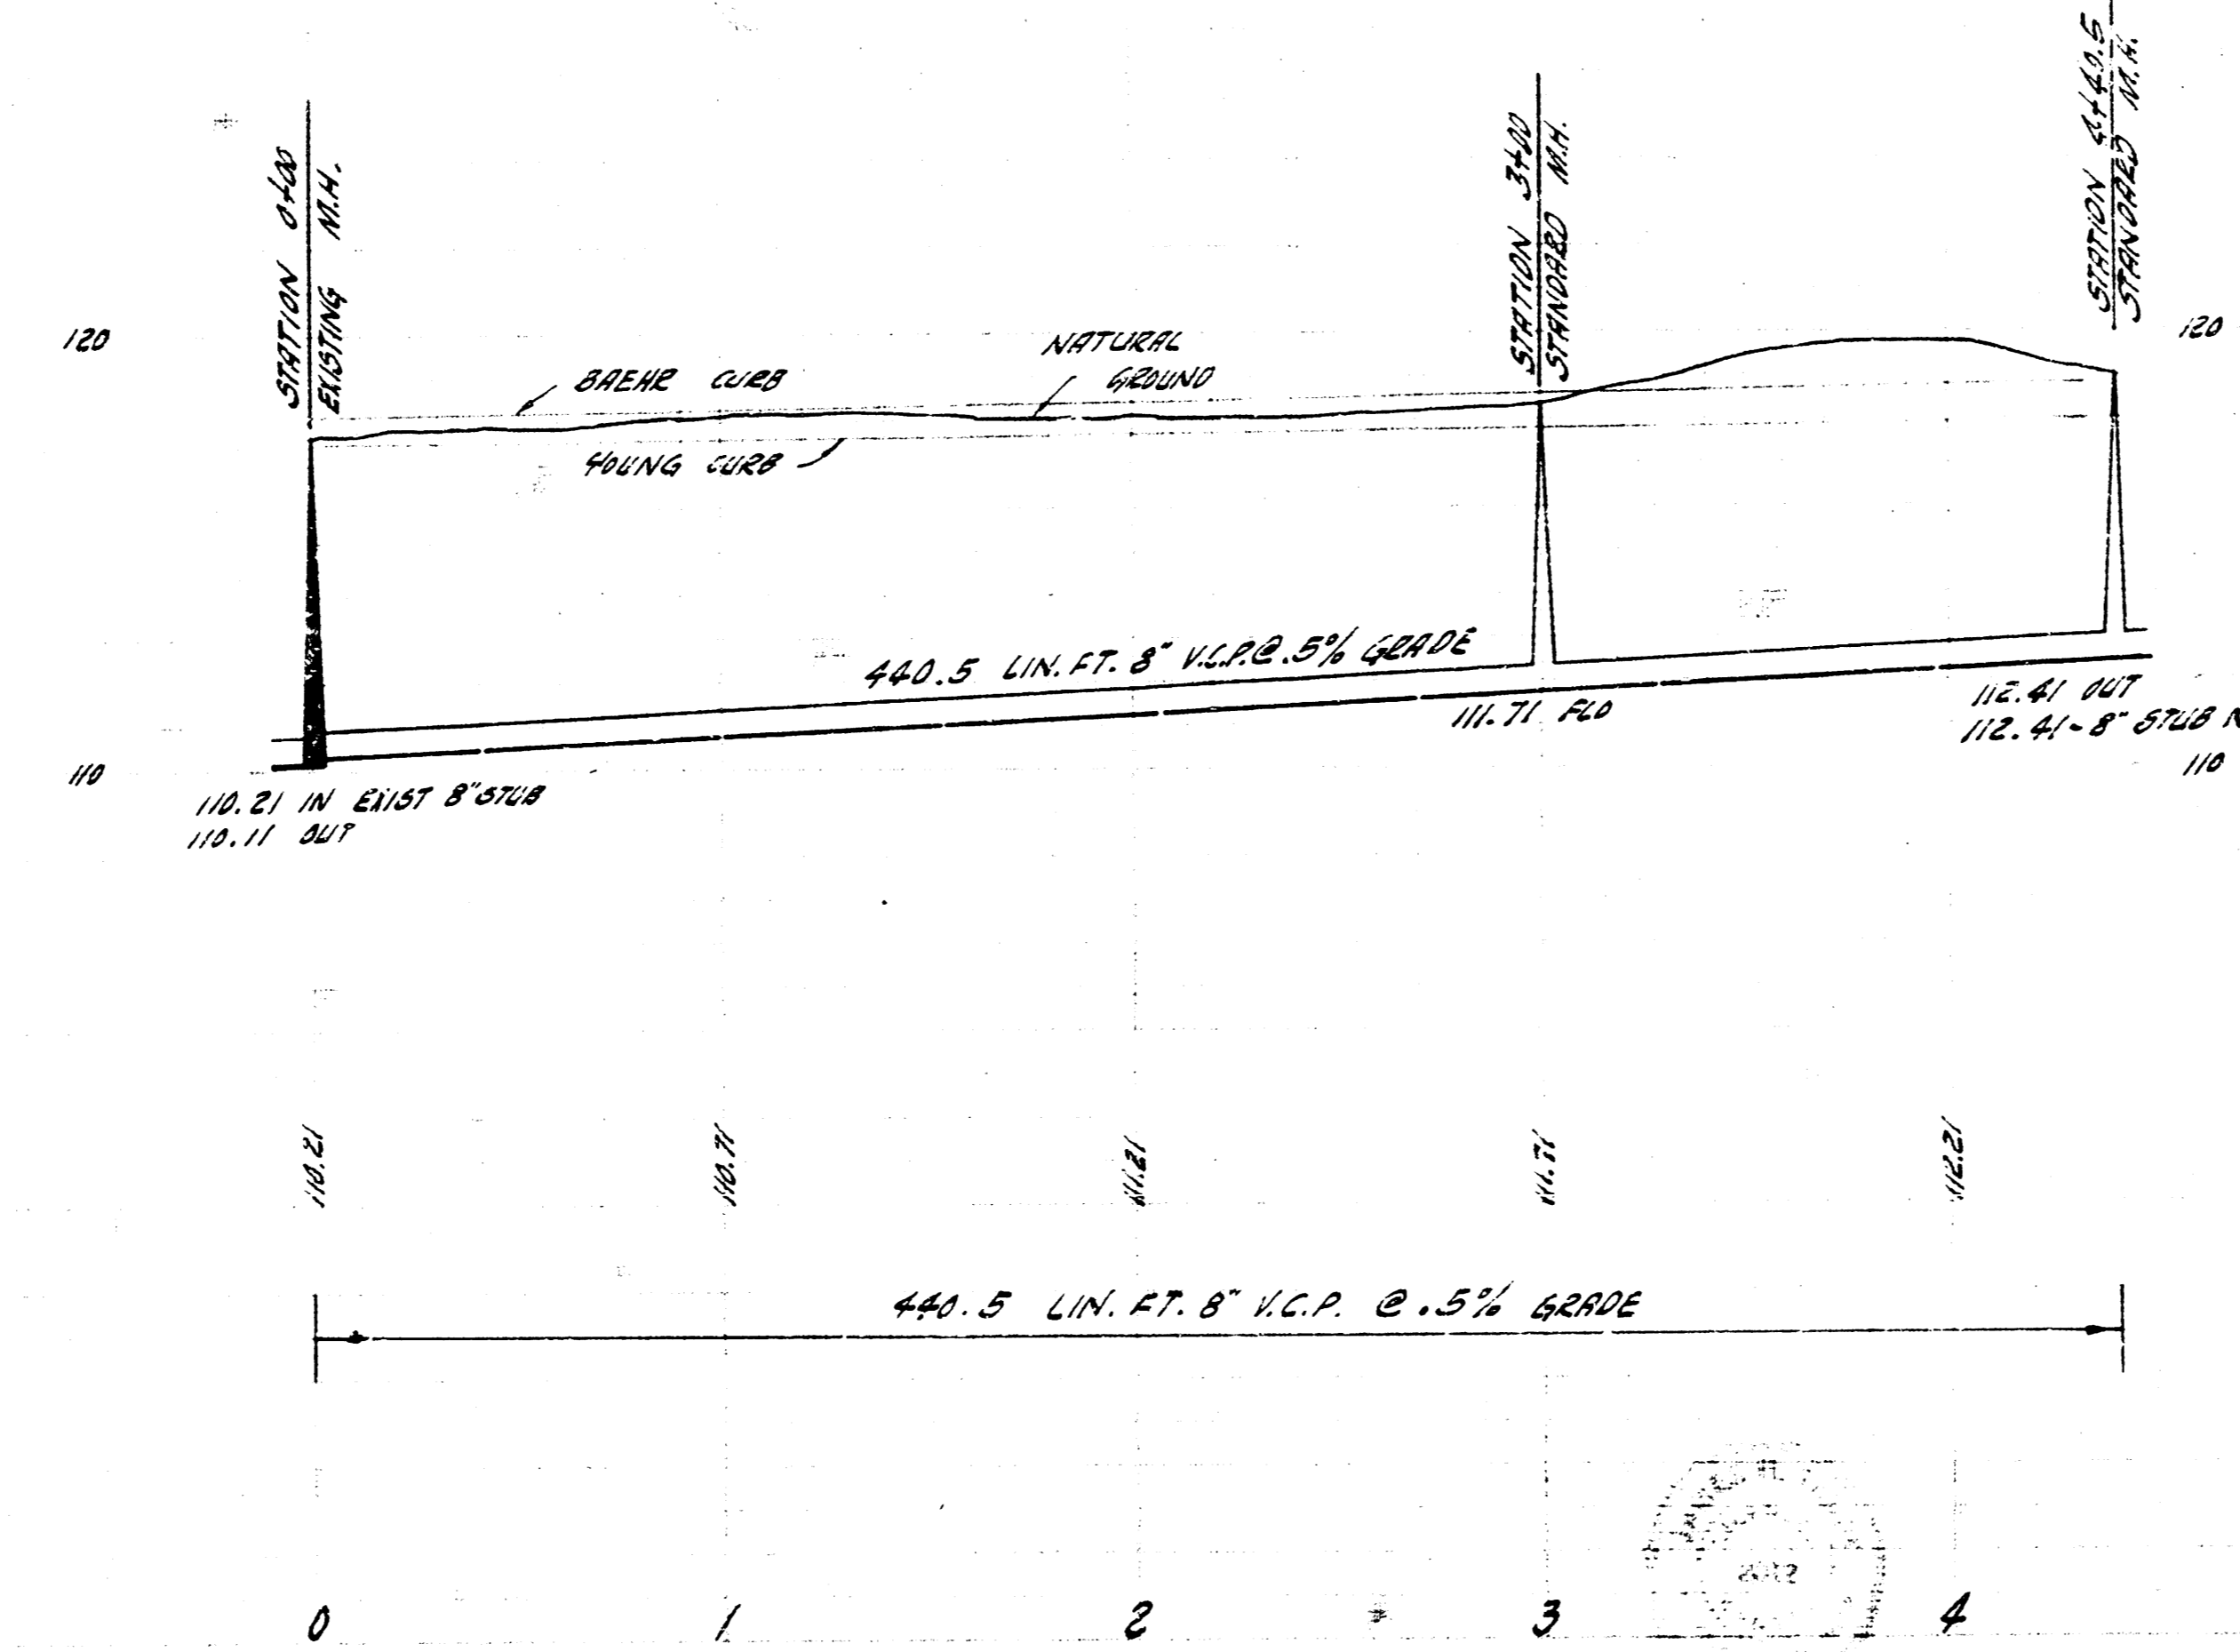 STATION 0+00
EXISTING M.H.
STATION 3+00
STANDARD M.H.
STATION 4+40.5
STANDARD M.H.
120
120
BAEHR CURB
NATURAL
GROUND
YOUNG CURB
440.5 LIN. FT. 8" V.C.P. @ .5% GRADE
111.71 FLO
112.41 OUT
112.41 - 8" STUB
110
110
110.21 IN EXIST 8" STUB
110.11 OUT
110.21
110.71
111.21
111.71
112.21
440.5 LIN. FT. 8" V.C.P. @ .5% GRADE
0
1
2
3
4